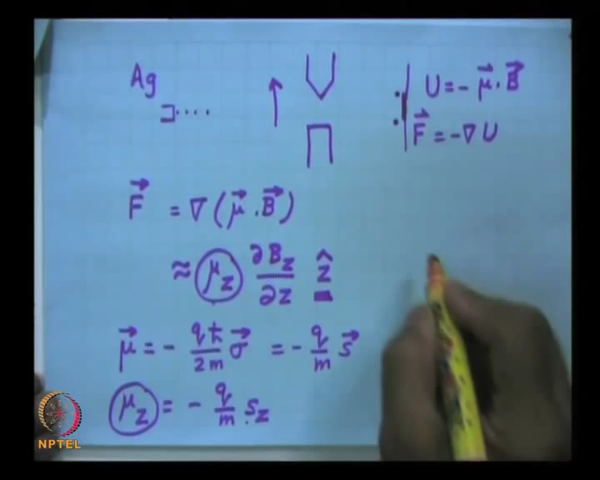 Ag
U = - μ⃗ . B⃗
F⃗ = - ∇ U
F⃗ = ∇ ( μ⃗ . B⃗ )
≈ μz ∂Bz/∂z ẑ
μ⃗ = - qħ/2m σ⃗ = - q/m s⃗
μz = - q/m sz
NPTEL